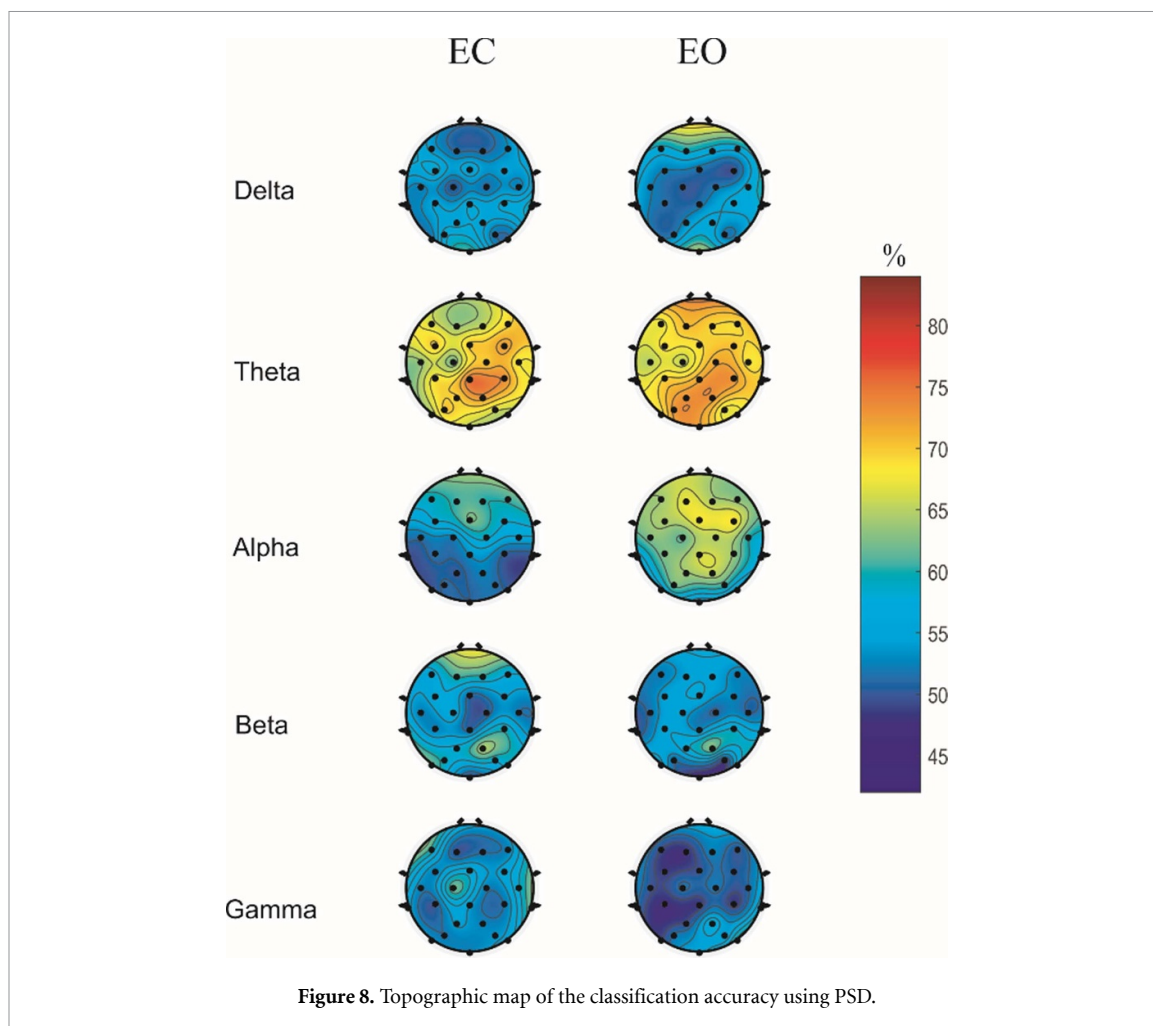 EC EO
Delta
%
Theta
Alpha
Beta
Gamma
80
75
70
65
60
55
50
45
Figure 8. Topographic map of the classification accuracy using PSD.